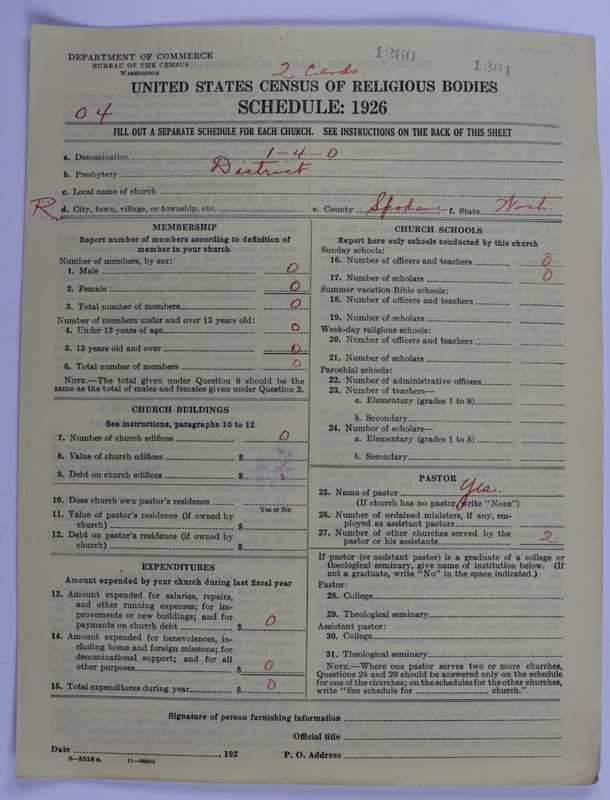 DEPARTMENT OF COMMERCE
BUREAU OF THE CENSUS
WASHINGTON
1260
1261
2 Cards.
UNITED STATES CENSUS OF RELIGIOUS BODIES
SCHEDULE: 1926
04
FILL OUT A SEPARATE SCHEDULE FOR EACH CHURCH. SEE INSTRUCTIONS ON THE BACK OF THIS SHEET
a. Denomination 1-4-0
b. Presbytery District
c. Local name of church
R d. City, town, village, or township, etc. e. County Spokane f. State Wash.
MEMBERSHIP
Report number of members according to definition of member in your church
Number of members, by sex:
1. Male 0
2. Female 0
3. Total number of members 0
Number of members under and over 13 years old:
4. Under 13 years of age 0
5. 13 years old and over 0
6. Total number of members 0
NOTE.—The total given under Question 6 should be the
same as the total of males and females given under Question 3.
CHURCH BUILDINGS
See instructions, paragraphs 10 to 12
7. Number of church edifices 0
8. Value of church edifices $
9. Debt on church edifices $
10. Does church own pastor's residence
Yes or No
11. Value of pastor's residence (if owned by
church) $
12. Debt on pastor's residence (if owned by
church) $
EXPENDITURES
Amount expended by your church during last fiscal year
13. Amount expended for salaries, repairs,
and other running expenses; for im-
provements or new buildings; and for
payments on church debt $ 0
14. Amount expended for benevolences, in-
cluding home and foreign missions; for
denominational support; and for all
other purposes $ 0
15. Total expenditures during year $ 0
CHURCH SCHOOLS
Report here only schools conducted by this church
Sunday schools:
16. Number of officers and teachers 0
17. Number of scholars 0
Summer vacation Bible schools:
18. Number of officers and teachers
19. Number of scholars
Week-day religious schools:
20. Number of officers and teachers
21. Number of scholars
Parochial schools:
22. Number of administrative officers
23. Number of teachers—
a. Elementary (grades 1 to 8)
b. Secondary
24. Number of scholars—
a. Elementary (grades 1 to 8)
b. Secondary
PASTOR
25. Name of pastor Yes.
(If church has no pastor, write "None")
26. Number of ordained ministers, if any, em-
ployed as assistant pastors
27. Number of other churches served by the
pastor or his assistants 2
If pastor (or assistant pastor) is a graduate of a college or
theological seminary, give name of institution below. (If
not a graduate, write "No" in the space indicated.)
Pastor:
28. College
29. Theological seminary
Assistant pastor:
30. College
31. Theological seminary
NOTE.—Where one pastor serves two or more churches,
Questions 28 and 29 should be answered only on the schedule
for one of the churches; on the schedules for the other churches,
write "See schedule for church."
Signature of person furnishing information
Official title
Date , 192 P. O. Address
8—5518 a